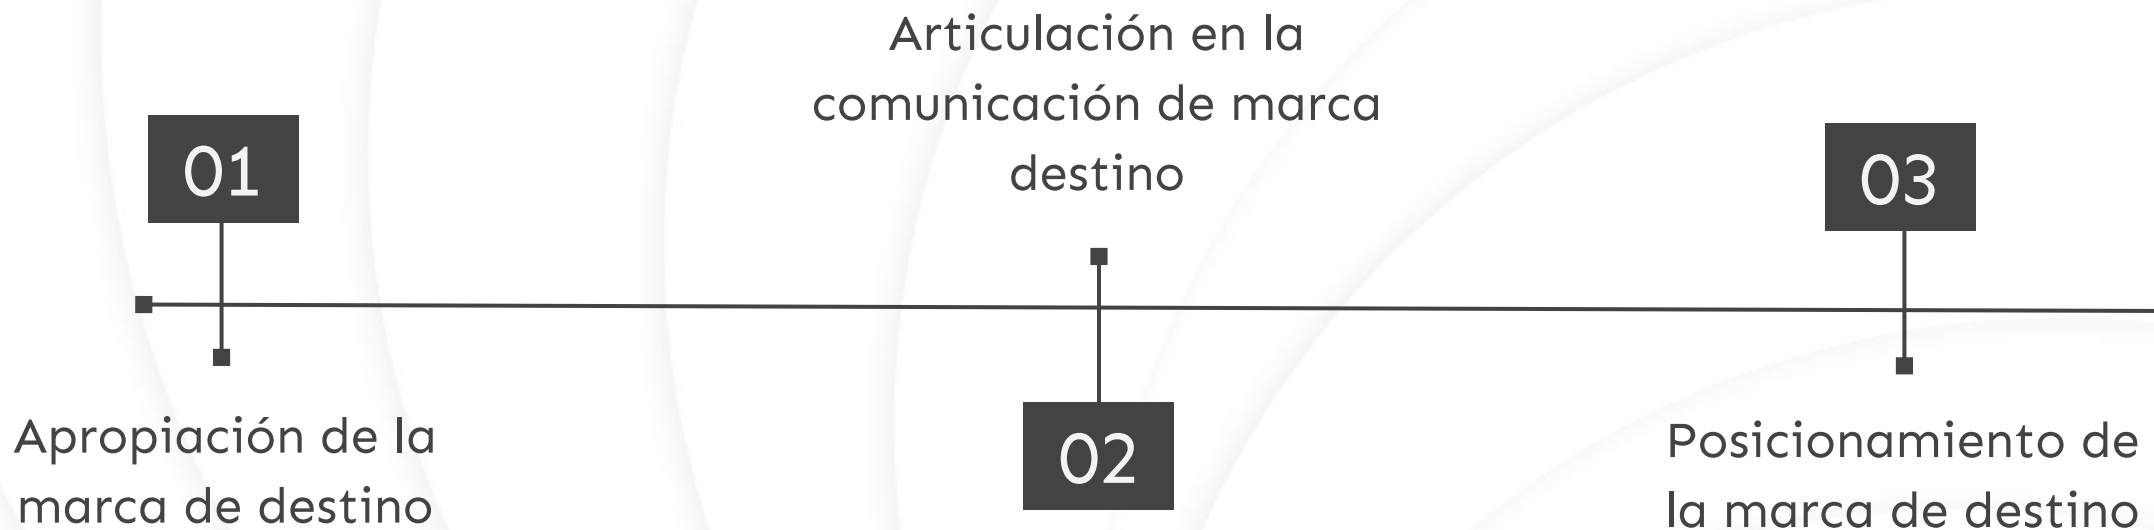 01
Apropiación de la
marca de destino
Articulación en la
comunicación de marca
destino
02
03
Posicionamiento de
la marca de destino